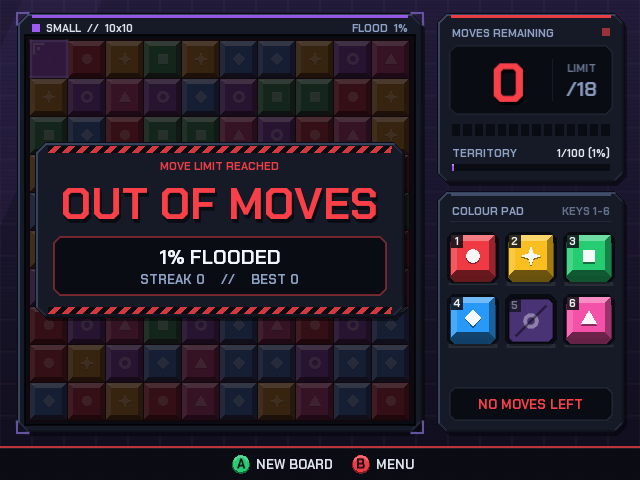 SMALL // 10x10
FLOOD 1%
MOVE LIMIT REACHED
OUT OF MOVES
1% FLOODED
STREAK 0 // BEST 0
MOVES REMAINING
0
LIMIT
/18
TERRITORY
1/100 (1%)
COLOUR PAD
KEYS 1-6
1
2
3
4
5
6
NO MOVES LEFT
A NEW BOARD
B MENU